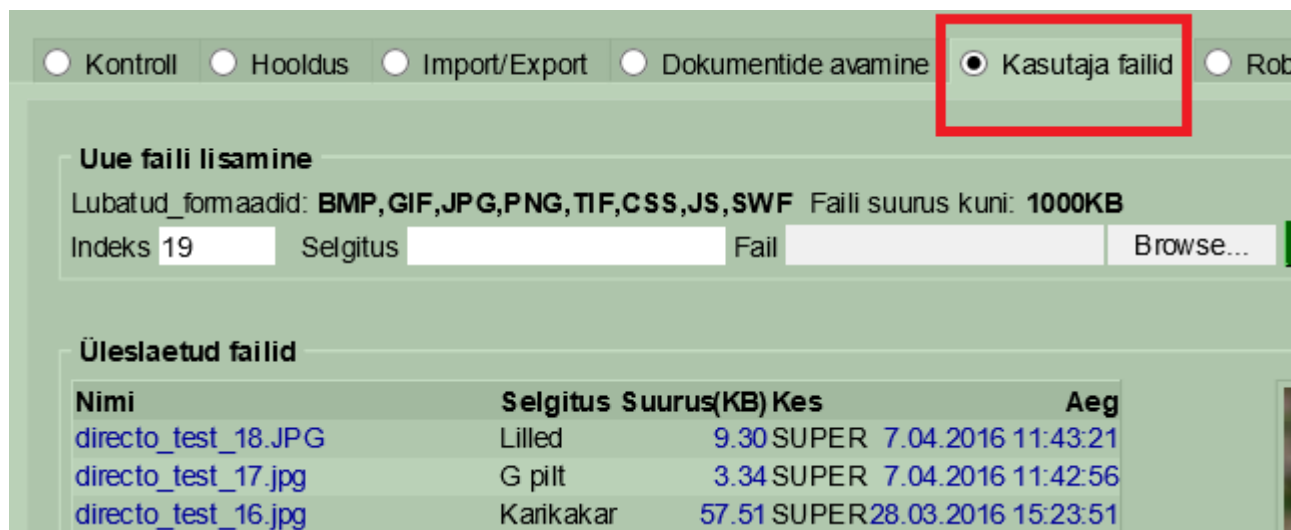 Kontroll Hooldus Import/Export Dokumentide avamine Kasutaja failid Rob
Uue faili lisamine
Lubatud_formaadid: BMP,GIF,JPG,PNG,TIF,CSS,JS,SWF Faili suurus kuni: 1000KB
Indeks 19 Selgitus Fail Browse...
Üleslaetud failid
Nimi Selgitus Suurus(KB) Kes Aeg
directo_test_18.JPG Lilled 9.30 SUPER 7.04.2016 11:43:21
directo_test_17.jpg G pilt 3.34 SUPER 7.04.2016 11:42:56
directo_test_16.jpg Karikakar 57.51 SUPER 28.03.2016 15:23:51